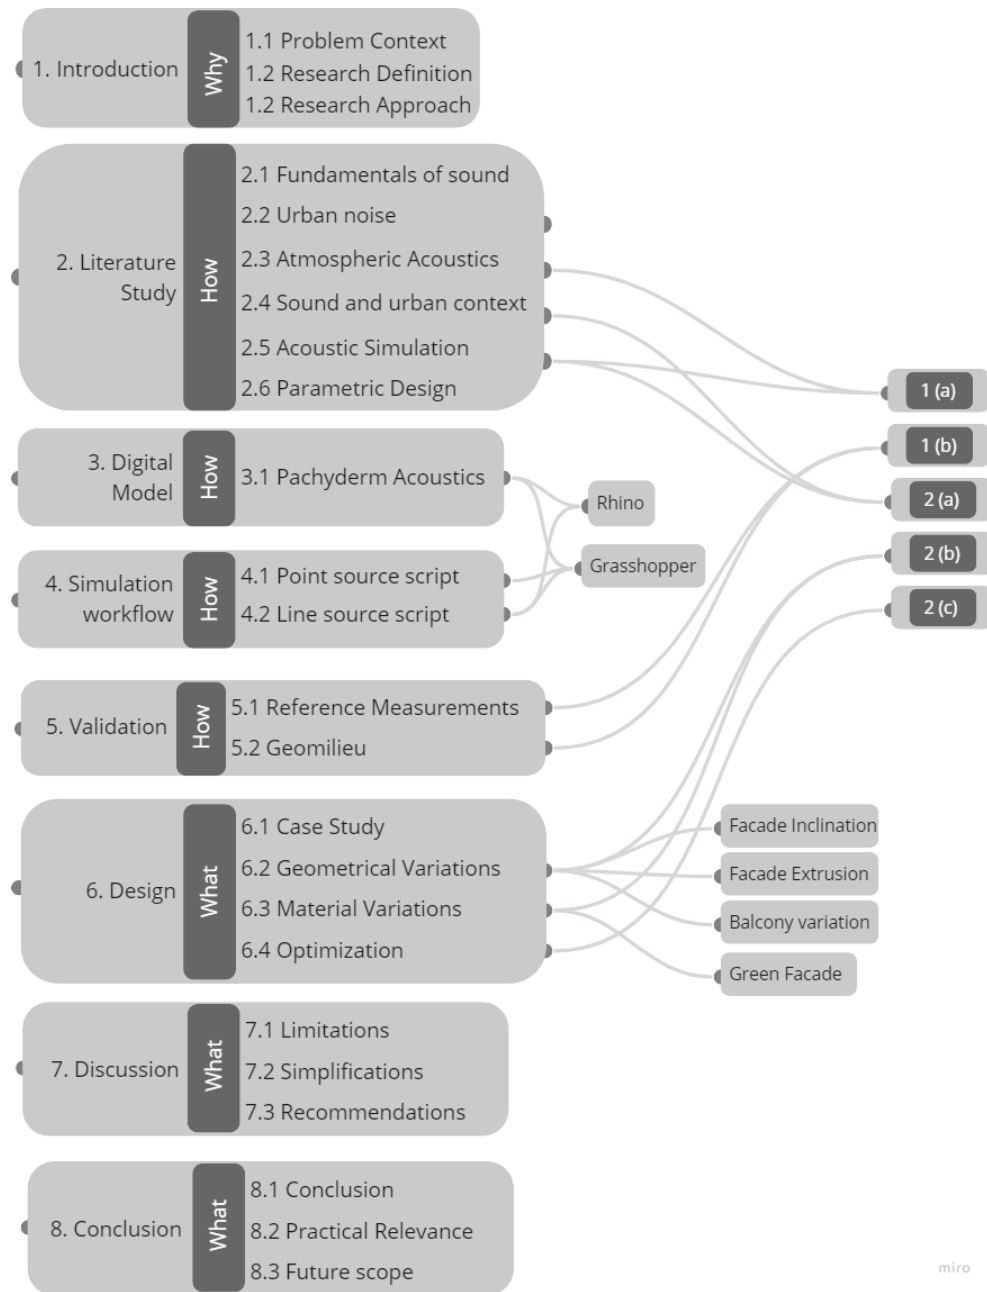 1. Introduction
Why
1.1 Problem Context
1.2 Research Definition
1.2 Research Approach
2. Literature
Study
How
2.1 Fundamentals of sound
2.2 Urban noise
2.3 Atmospheric Acoustics
2.4 Sound and urban context
2.5 Acoustic Simulation
2.6 Parametric Design
3. Digital
Model
How
3.1 Pachyderm Acoustics
4. Simulation
workflow
How
4.1 Point source script
4.2 Line source script
Rhino
Grasshopper
1 (a)
1 (b)
2 (a)
2 (b)
2 (c)
5. Validation
How
5.1 Reference Measurements
5.2 Geomilieu
6. Design
What
6.1 Case Study
6.2 Geometrical Variations
6.3 Material Variations
6.4 Optimization
Facade Inclination
Facade Extrusion
Balcony variation
Green Facade
7. Discussion
What
7.1 Limitations
7.2 Simplifications
7.3 Recommendations
8. Conclusion
What
8.1 Conclusion
8.2 Practical Relevance
8.3 Future scope
miro